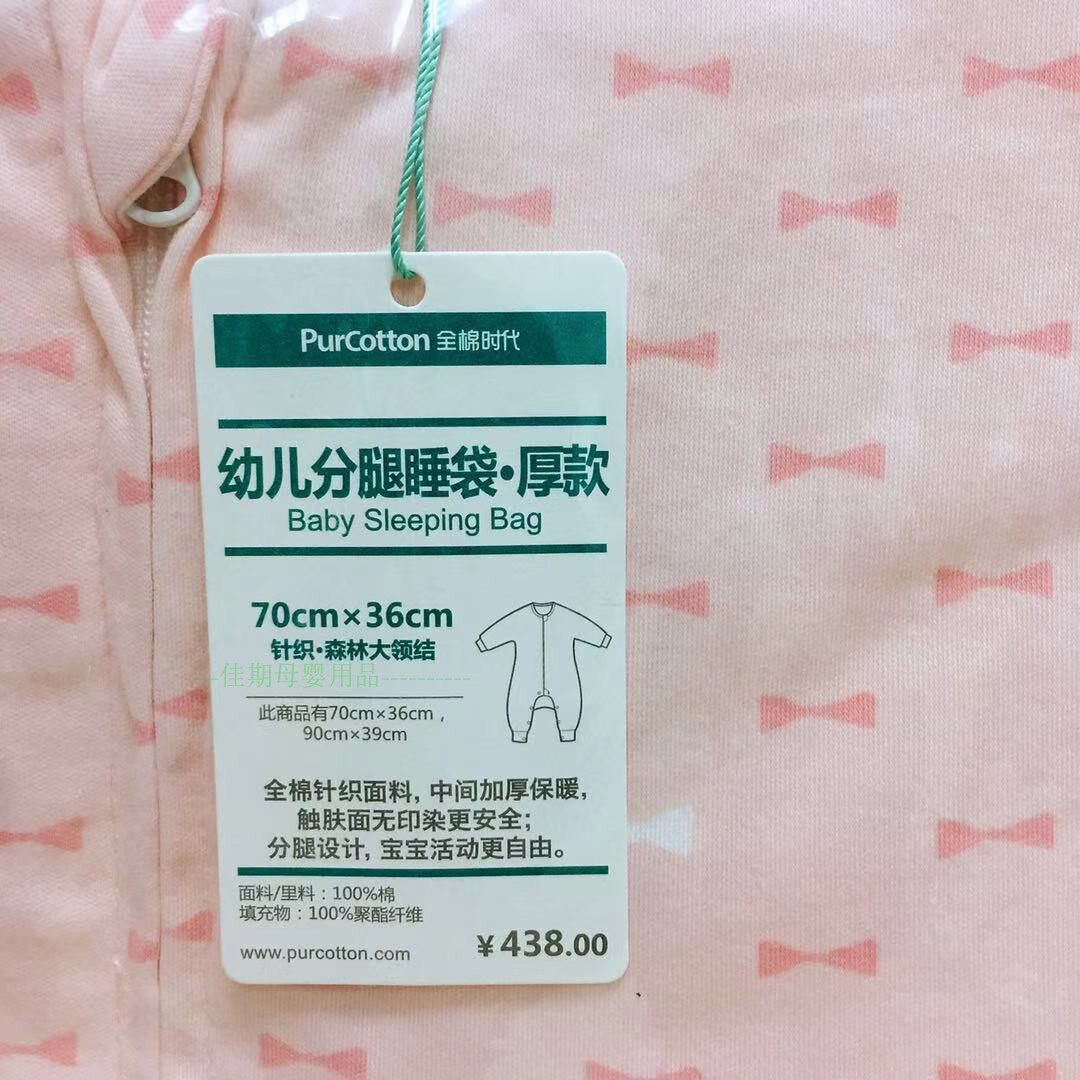 PurCotton 全棉时代
幼儿分腿睡袋·厚款
Baby Sleeping Bag
70cm×36cm
针织·森林大领结
----佳期母婴用品----------
此商品有70cm×36cm，
90cm×39cm
全棉针织面料, 中间加厚保暖,
触肤面无印染更安全;
分腿设计, 宝宝活动更自由。
面料/里料：100%棉
填充物：100%聚酯纤维
www.purcotton.com
¥438.00